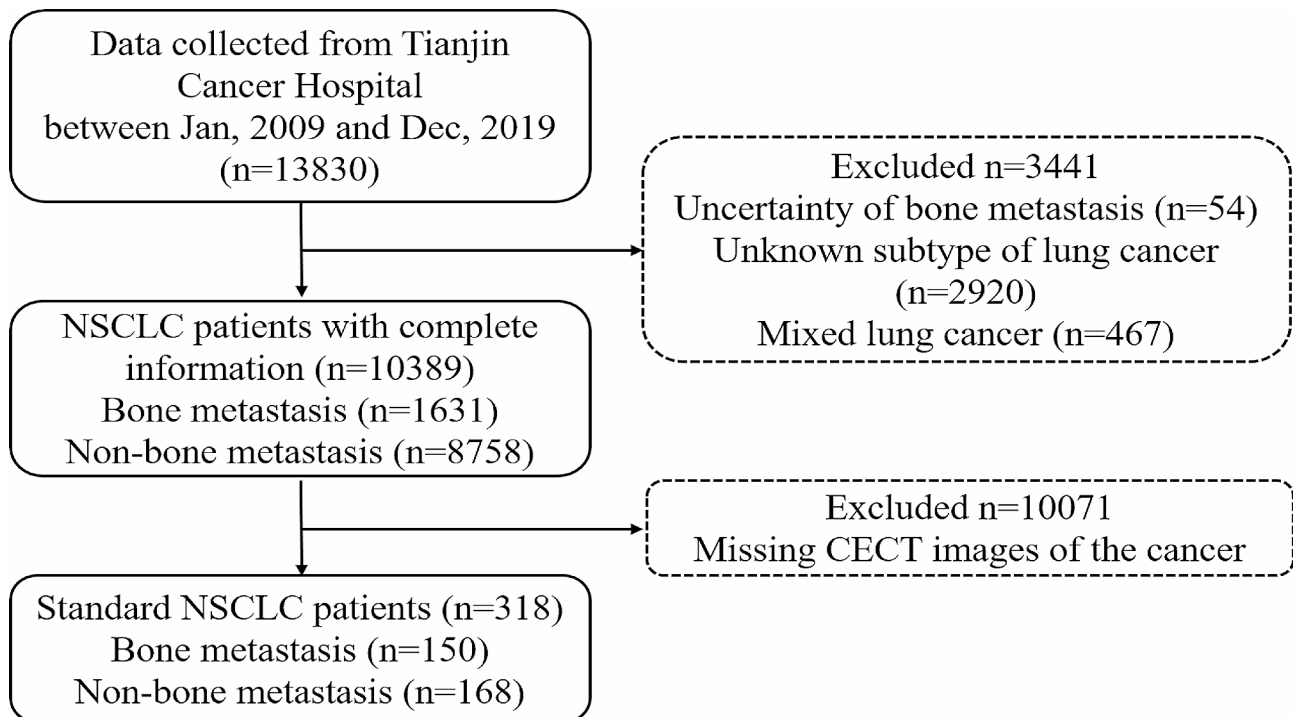 Data collected from Tianjin
Cancer Hospital
between Jan, 2009 and Dec, 2019
(n=13830)
Excluded n=3441
Uncertainty of bone metastasis (n=54)
Unknown subtype of lung cancer
(n=2920)
Mixed lung cancer (n=467)
NSCLC patients with complete
information (n=10389)
Bone metastasis (n=1631)
Non-bone metastasis (n=8758)
Excluded n=10071
Missing CECT images of the cancer
Standard NSCLC patients (n=318)
Bone metastasis (n=150)
Non-bone metastasis (n=168)